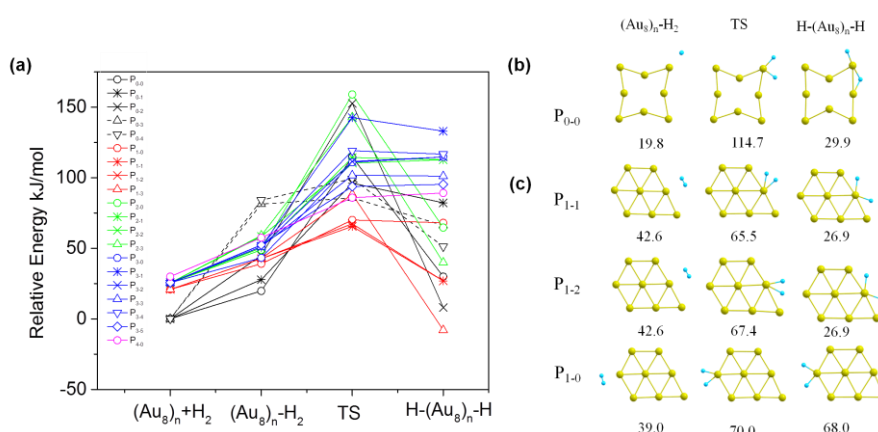 (a)
Relative Energy kJ/mol
150
100
50
0
-50
P0-0
P0-1
P0-2
P0-3
P0-4
P1-0
P1-1
P1-2
P1-3
P2-0
P2-1
P2-2
P2-3
P3-0
P3-1
P3-2
P3-3
P3-4
P3-5
P4-0
(Au8)n+H2
(Au8)n-H2
TS
H-(Au8)n-H
(Au8)n-H2 TS H-(Au8)n-H
(b)
P0-0
19.8 114.7 29.9
(c)
P1-1
42.6 65.5 26.9
P1-2
42.6 67.4 26.9
P1-0
39.0 70.0 68.0